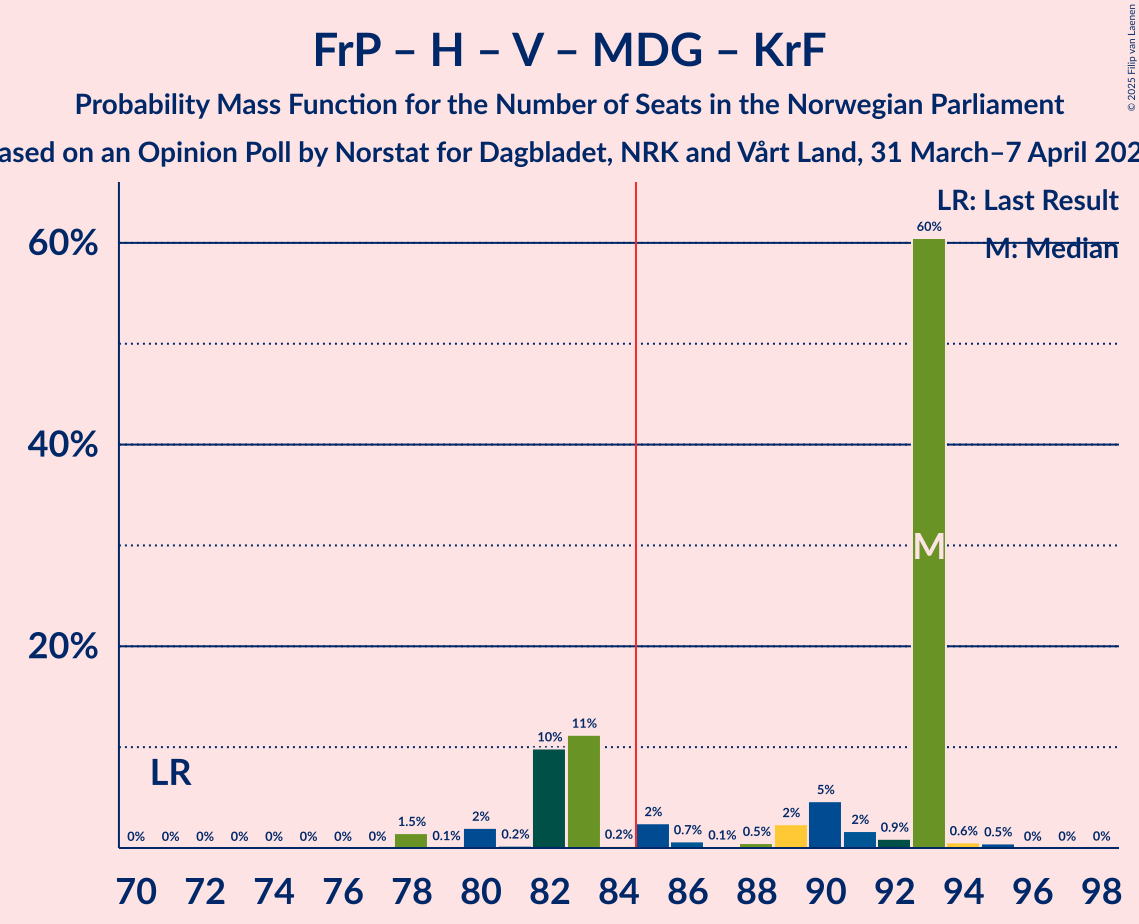 FrP – H – V – MDG – KrF
Probability Mass Function for the Number of Seats in the Norwegian Parliament
ased on an Opinion Poll by Norstat for Dagbladet, NRK and Vårt Land, 31 March–7 April 202
© 2025 Filip van Laenen
LR: Last Result
M: Median
60%
40%
20%
60%
M
LR
0% 0% 0% 0% 0% 0% 0% 0% 1.5% 0.1% 2% 0.2% 10% 11% 0.2% 2% 0.7% 0.1% 0.5% 2% 5% 2% 0.9% 0.6% 0.5% 0% 0% 0%
70 72 74 76 78 80 82 84 86 88 90 92 94 96 98